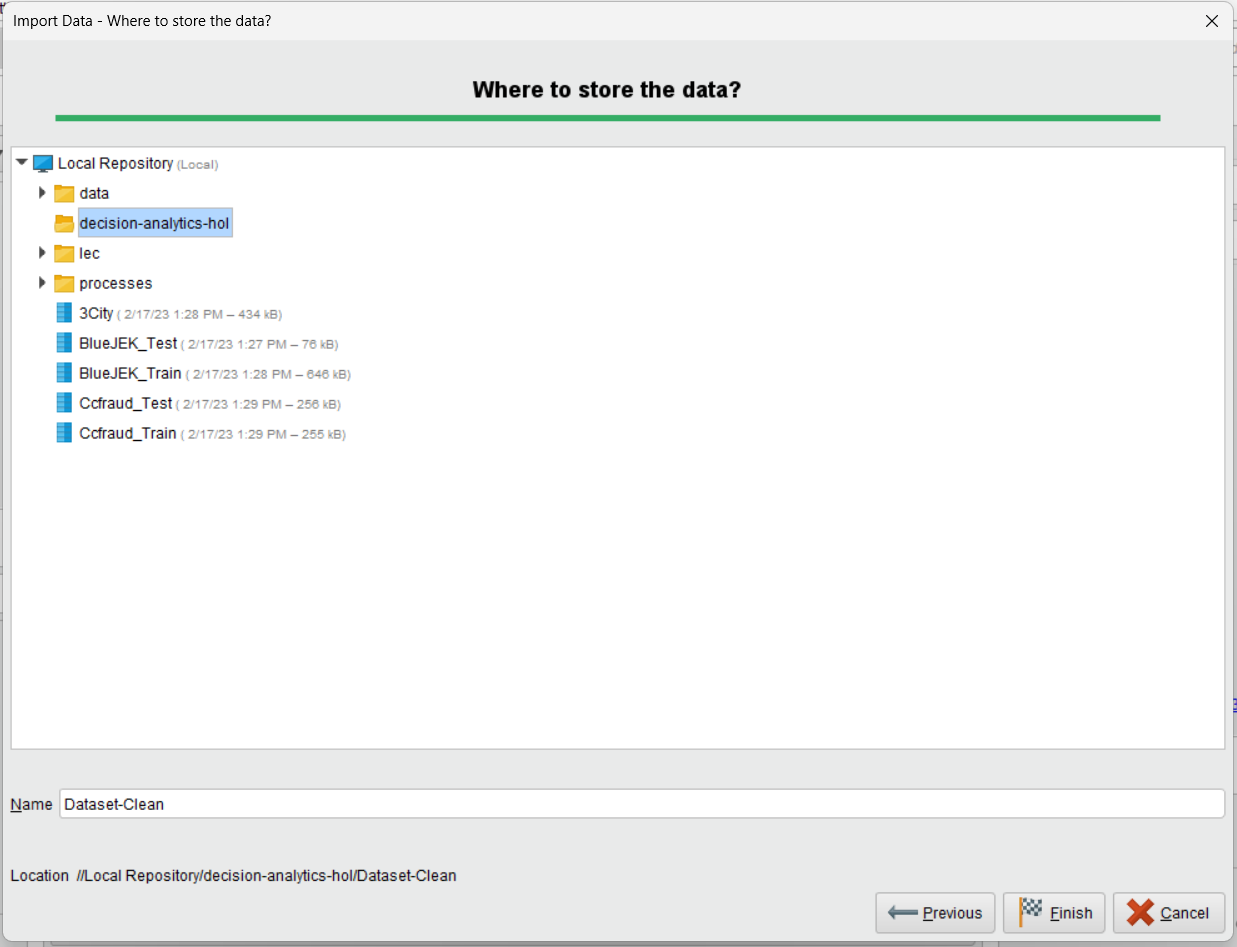 Import Data - Where to store the data?
Where to store the data?
Local Repository (Local)
data
decision-analytics-hol
lec
processes
3City ( 2/17/23 1:28 PM – 434 kB)
BlueJEK_Test ( 2/17/23 1:27 PM – 76 kB)
BlueJEK_Train ( 2/17/23 1:28 PM – 646 kB)
Ccfraud_Test ( 2/17/23 1:29 PM – 256 kB)
Ccfraud_Train ( 2/17/23 1:29 PM – 255 kB)
Name Dataset-Clean
Location //Local Repository/decision-analytics-hol/Dataset-Clean
Previous Finish Cancel